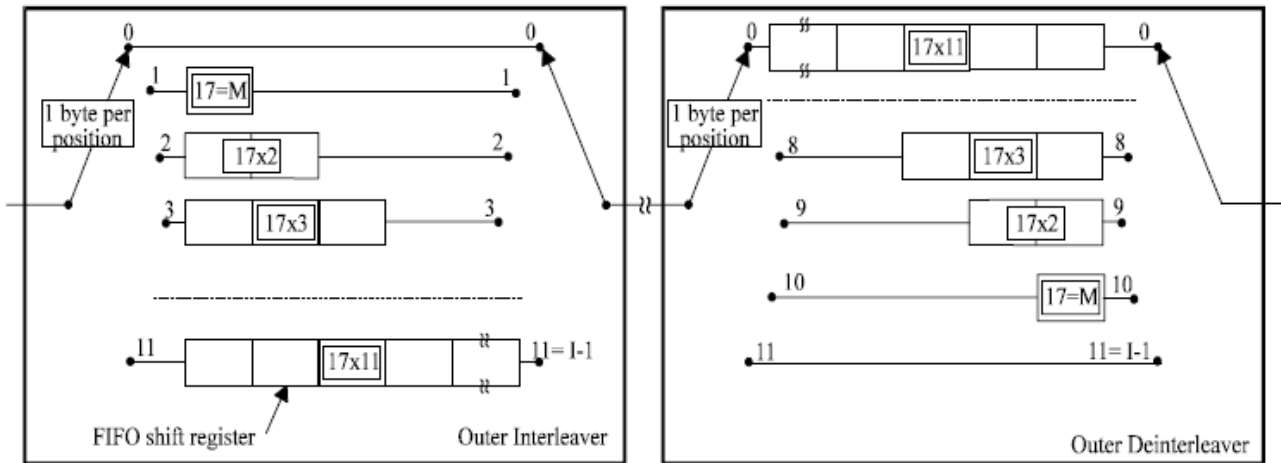 0 0
1 17=M 1
1 byte per
position
2 17x2 2
3 17x3 3
11 17x11 11= I-1
FIFO shift register
Outer Interleaver
0 17x11 0
1 byte per
position
8 17x3 8
9 17x2 9
10 17=M 10
11 11= I-1
Outer Deinterleaver